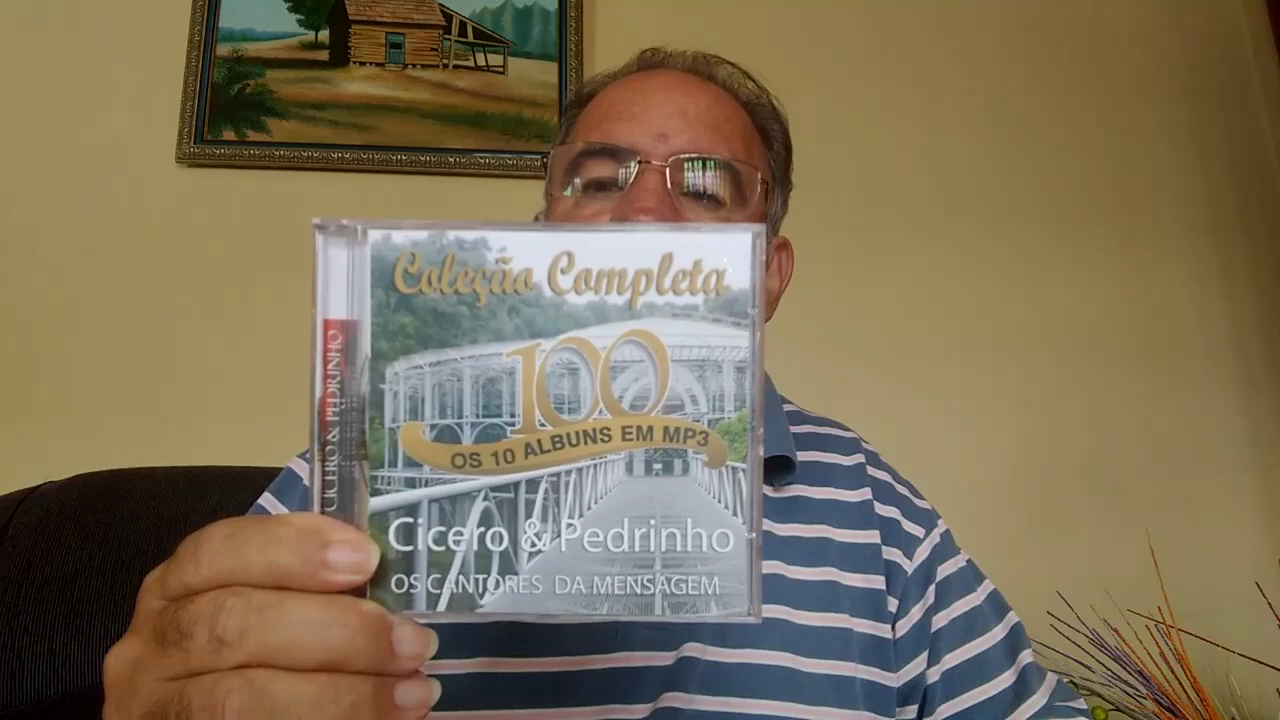 Coleção Completa
100
OS 10 ALBUNS EM MP3
Cicero & Pedrinho
OS CANTORES DA MENSAGEM
CICERO & PEDRINHO